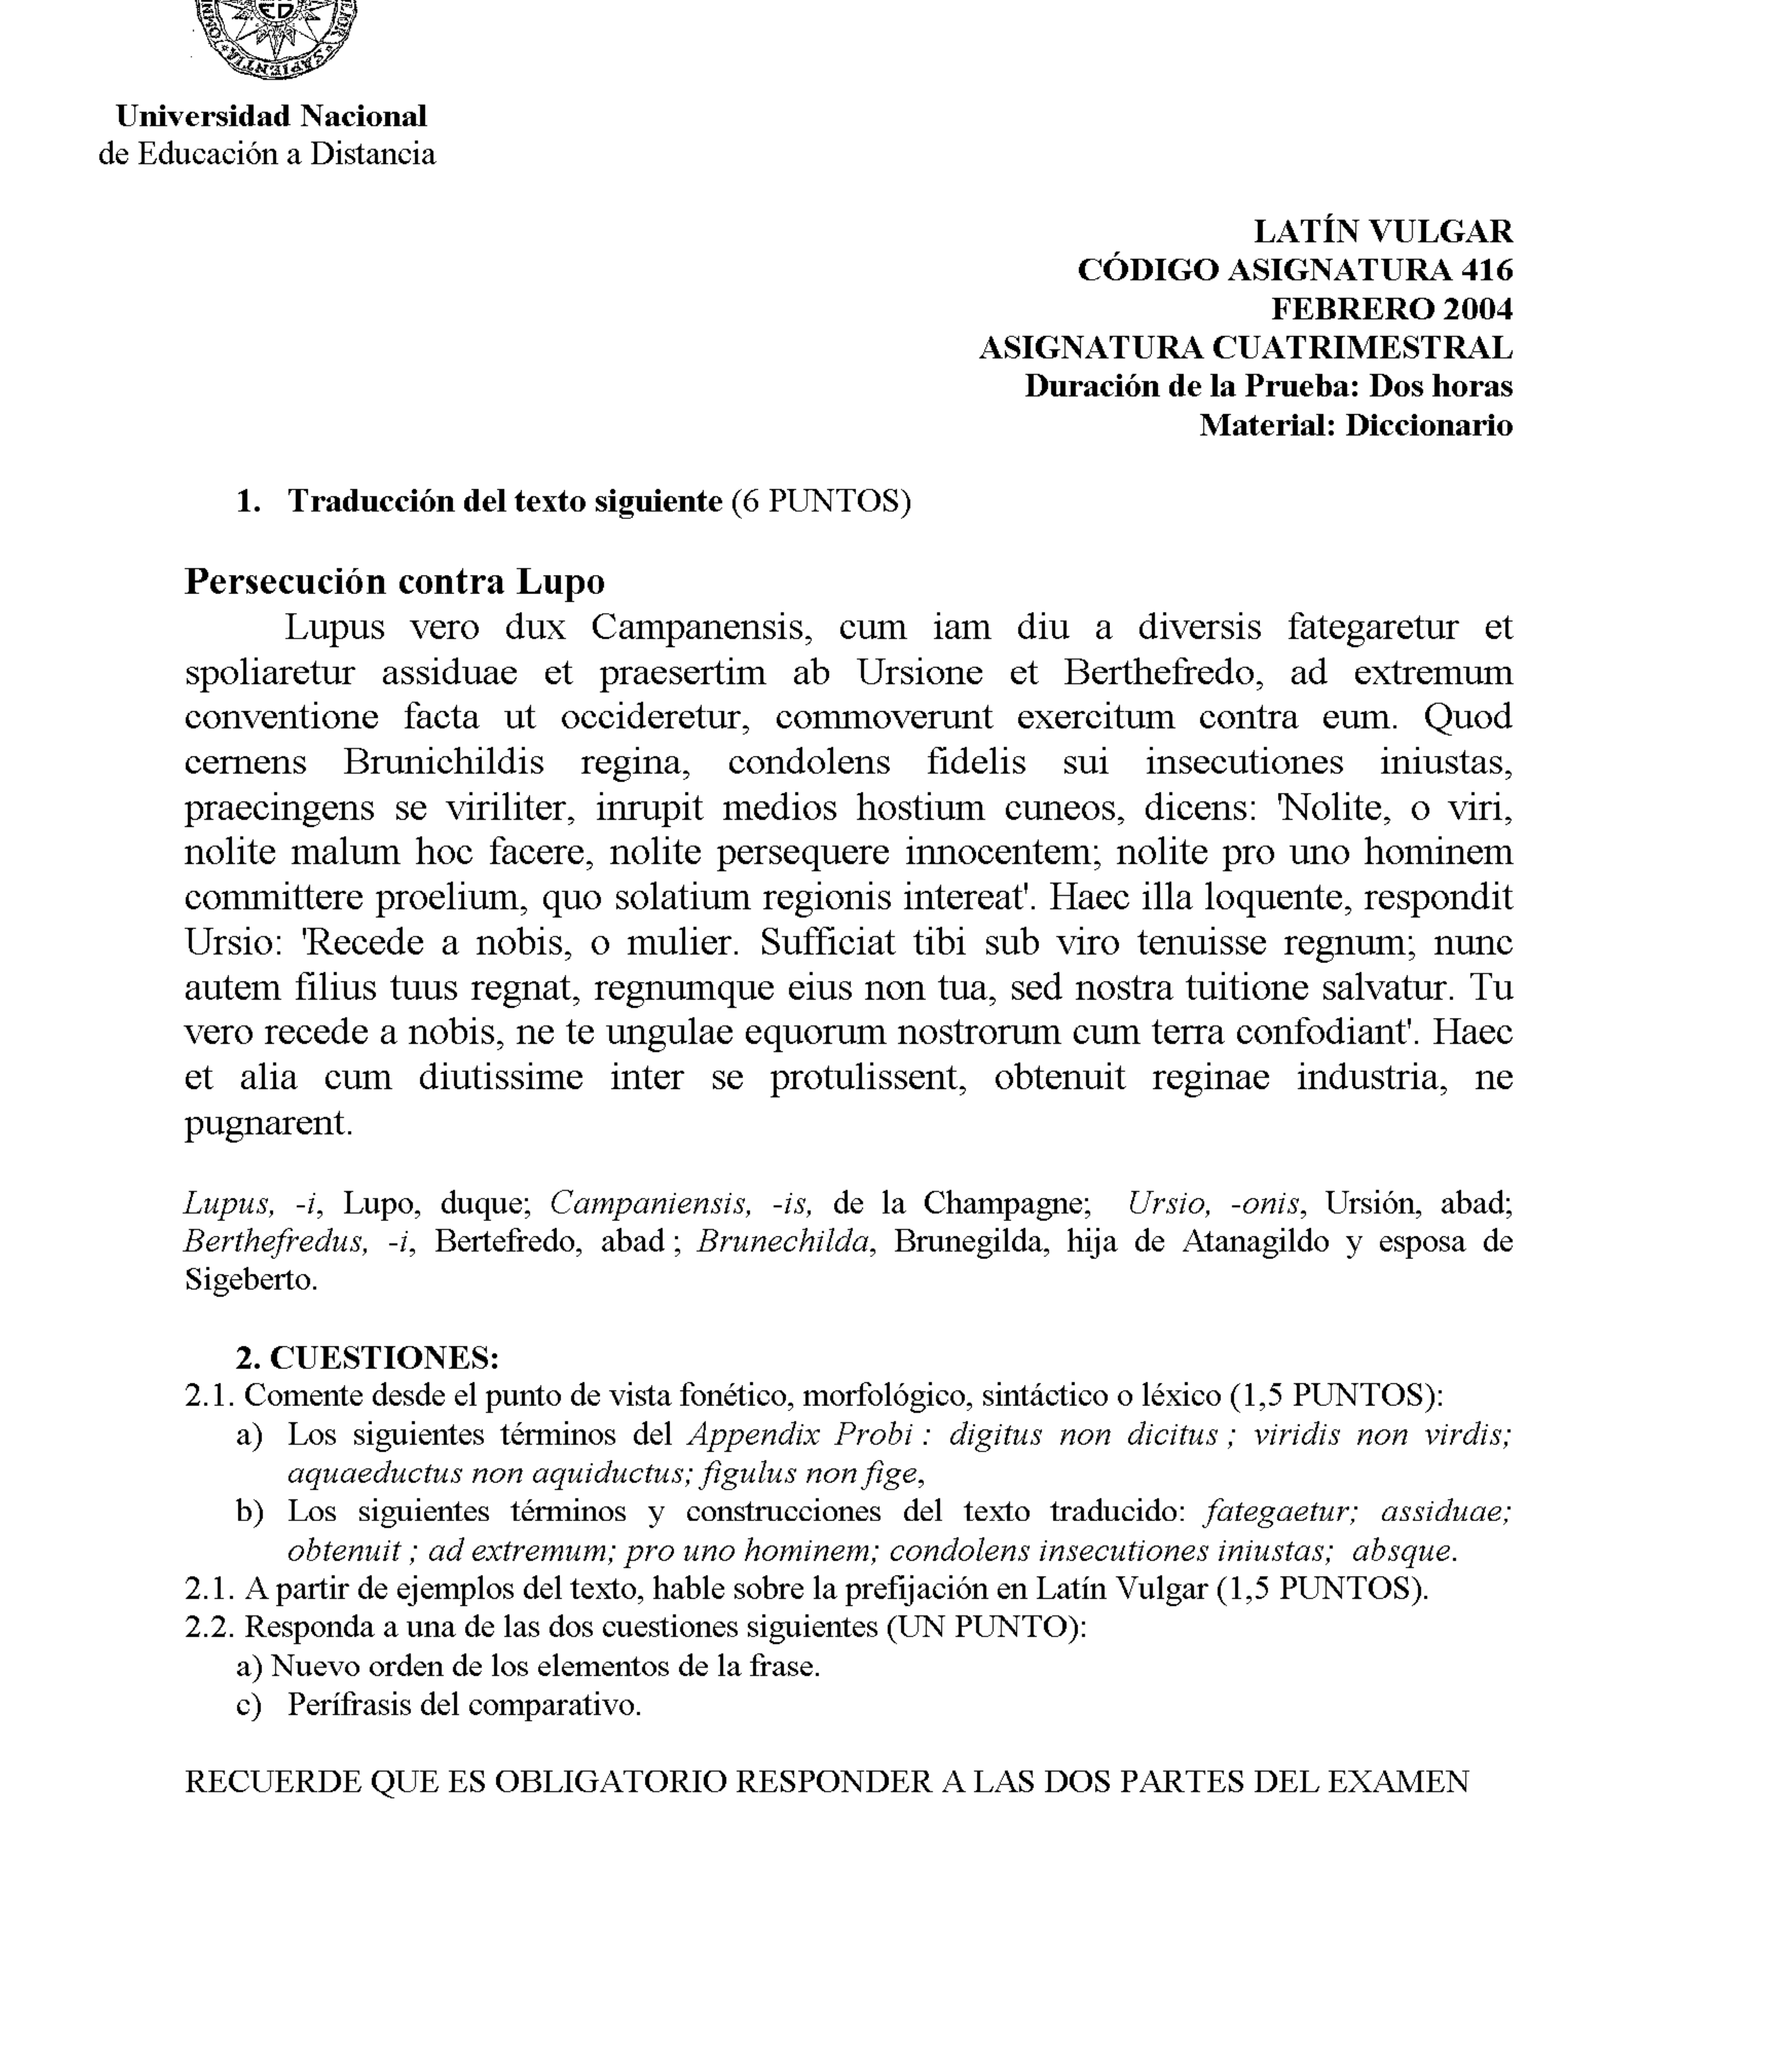 SAPIENTIA
ED
Universidad Nacional
de Educación a Distancia
LATÍN VULGAR
CÓDIGO ASIGNATURA 416
FEBRERO 2004
ASIGNATURA CUATRIMESTRAL
Duración de la Prueba: Dos horas
Material: Diccionario
1. Traducción del texto siguiente (6 PUNTOS)
Persecución contra Lupo
Lupus vero dux Campanensis, cum iam diu a diversis fategaretur et
spoliaretur assiduae et praesertim ab Ursione et Berthefredo, ad extremum
conventione facta ut occideretur, commoverunt exercitum contra eum. Quod
cernens Brunichildis regina, condolens fidelis sui insecutiones iniustas,
praecingens se viriliter, inrupit medios hostium cuneos, dicens: 'Nolite, o viri,
nolite malum hoc facere, nolite persequere innocentem; nolite pro uno hominem
committere proelium, quo solatium regionis intereat'. Haec illa loquente, respondit
Ursio: 'Recede a nobis, o mulier. Sufficiat tibi sub viro tenuisse regnum; nunc
autem filius tuus regnat, regnumque eius non tua, sed nostra tuitione salvatur. Tu
vero recede a nobis, ne te ungulae equorum nostrorum cum terra confodiant'. Haec
et alia cum diutissime inter se protulissent, obtenuit reginae industria, ne
pugnarent.
Lupus, -i, Lupo, duque; Campaniensis, -is, de la Champagne; Ursio, -onis, Ursión, abad;
Berthefredus, -i, Bertefredo, abad ; Brunechilda, Brunegilda, hija de Atanagildo y esposa de
Sigeberto.
2. CUESTIONES:
2.1. Comente desde el punto de vista fonético, morfológico, sintáctico o léxico (1,5 PUNTOS):
a) Los siguientes términos del Appendix Probi : digitus non dicitus ; viridis non virdis;
aquaeductus non aquiductus; figulus non fige,
b) Los siguientes términos y construcciones del texto traducido: fategaetur; assiduae;
obtenuit ; ad extremum; pro uno hominem; condolens insecutiones iniustas; absque.
2.1. A partir de ejemplos del texto, hable sobre la prefijación en Latín Vulgar (1,5 PUNTOS).
2.2. Responda a una de las dos cuestiones siguientes (UN PUNTO):
a) Nuevo orden de los elementos de la frase.
c) Perífrasis del comparativo.
RECUERDE QUE ES OBLIGATORIO RESPONDER A LAS DOS PARTES DEL EXAMEN